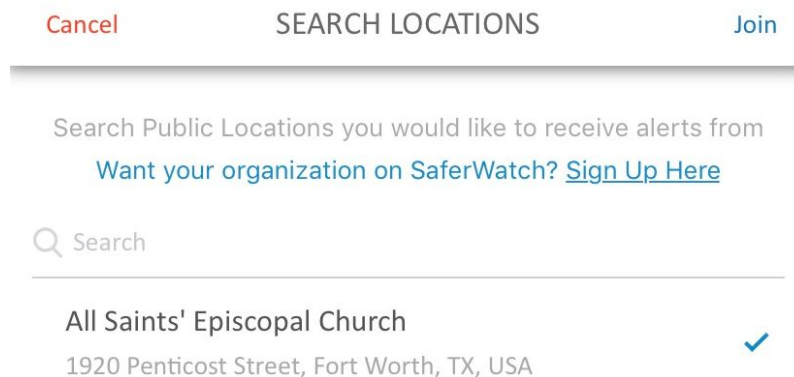 Cancel SEARCH LOCATIONS Join
Search Public Locations you would like to receive alerts from
Want your organization on SaferWatch? Sign Up Here
Search
All Saints' Episcopal Church
1920 Penticost Street, Fort Worth, TX, USA